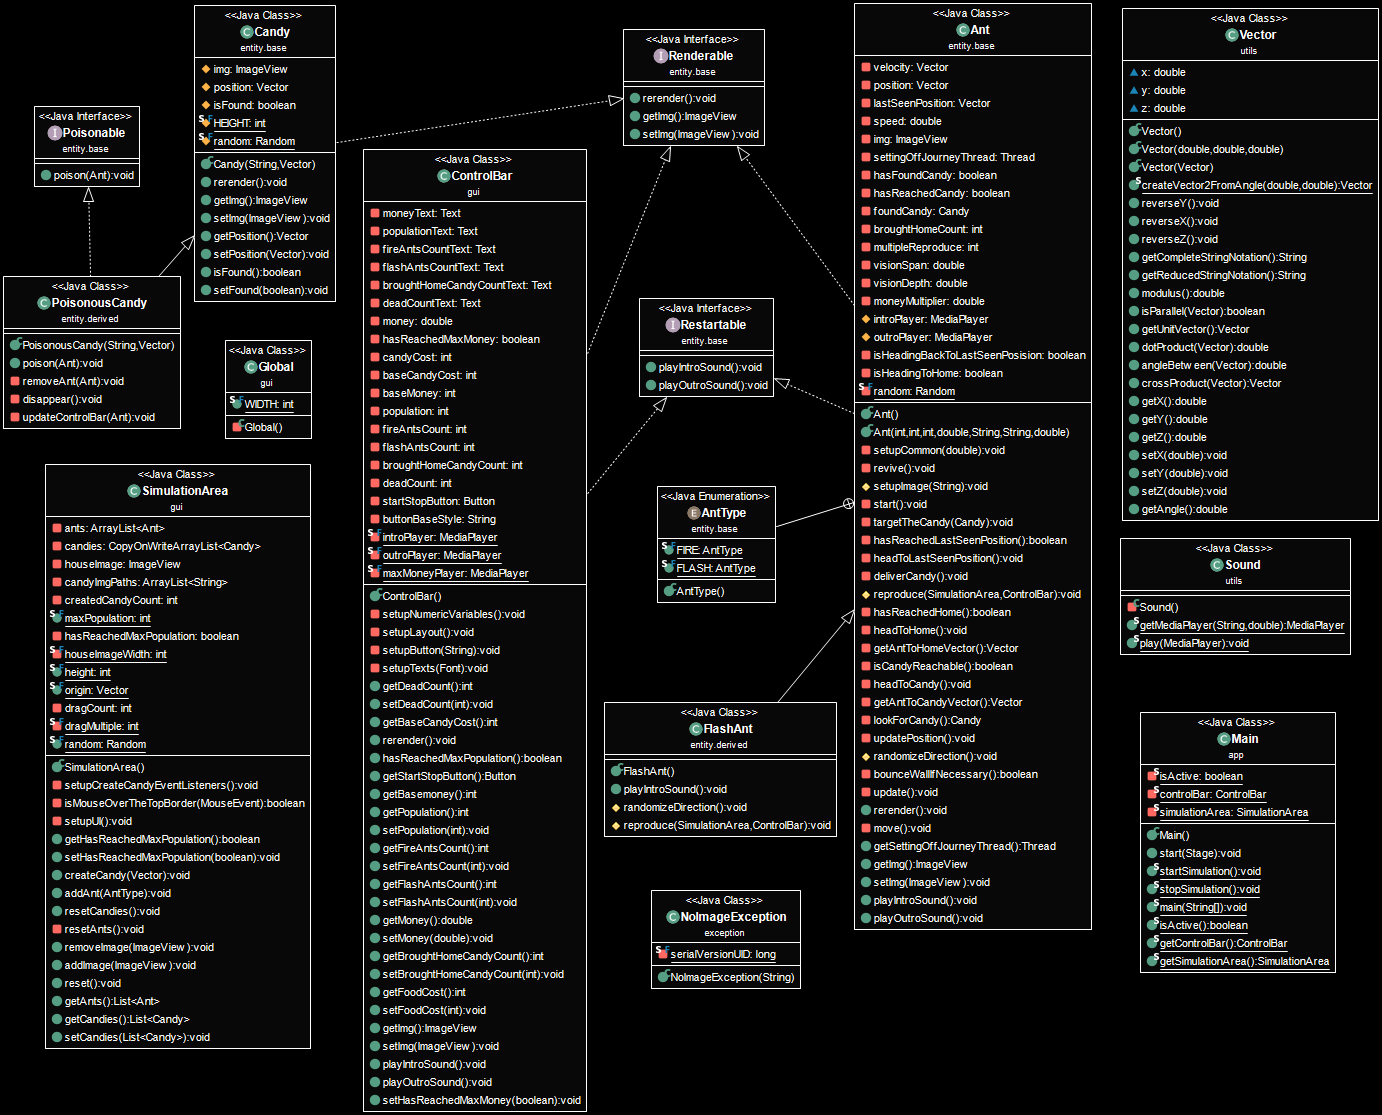 <<Java Class>>
Candy
entity.base
img: ImageView
position: Vector
isFound: boolean
HEIGHT: int
random: Random
Candy(String,Vector)
rerender():void
getImg():ImageView
setImg(ImageView):void
getPosition():Vector
setPosition(Vector):void
isFound():boolean
setFound(boolean):void
<<Java Interface>>
Poisonable
entity.base
poison(Ant):void
<<Java Class>>
PoisonousCandy
entity.derived
PoisonousCandy(String,Vector)
poison(Ant):void
removeAnt(Ant):void
disappear():void
updateControlBar(Ant):void
<<Java Class>>
Global
gui
WIDTH: int
Global()
<<Java Class>>
SimulationArea
gui
ants: ArrayList<Ant>
candies: CopyOnWriteArrayList<Candy>
houseImage: ImageView
candyImgPaths: ArrayList<String>
createdCandyCount: int
maxPopulation: int
hasReachedMaxPopulation: boolean
houseImageWidth: int
height: int
origin: Vector
dragCount: int
dragMultiple: int
random: Random
SimulationArea()
setupCreateCandyEventListeners():void
isMouseOverTheTopBorder(MouseEvent):boolean
setupUI():void
getHasReachedMaxPopulation():boolean
setHasReachedMaxPopulation(boolean):void
createCandy(Vector):void
addAnt(AntType):void
resetCandies():void
resetAnts():void
removeImage(ImageView):void
addImage(ImageView):void
reset():void
getAnts():List<Ant>
getCandies():List<Candy>
setCandies(List<Candy>):void
<<Java Class>>
ControlBar
gui
moneyText: Text
populationText: Text
fireAntsCountText: Text
flashAntsCountText: Text
broughtHomeCandyCountText: Text
deadCountText: Text
money: double
hasReachedMaxMoney: boolean
candyCost: int
baseCandyCost: int
baseMoney: int
population: int
fireAntsCount: int
flashAntsCount: int
broughtHomeCandyCount: int
deadCount: int
startStopButton: Button
buttonBaseStyle: String
introPlayer: MediaPlayer
outroPlayer: MediaPlayer
maxMoneyPlayer: MediaPlayer
ControlBar()
setupNumericVariables():void
setupLayout():void
setupButton(String):void
setupTexts(Font):void
getDeadCount():int
setDeadCount(int):void
getBaseCandyCost():int
rerender():void
hasReachedMaxPopulation():boolean
getStartStopButton():Button
getBasemoney():int
getPopulation():int
setPopulation(int):void
getFireAntsCount():int
setFireAntsCount(int):void
getFlashAntsCount():int
setFlashAntsCount(int):void
getMoney():double
setMoney(double):void
getBroughtHomeCandyCount():int
setBroughtHomeCandyCount(int):void
getFoodCost():int
setFoodCost(int):void
getImg():ImageView
setImg(ImageView):void
playIntroSound():void
playOutroSound():void
setHasReachedMaxMoney(boolean):void
<<Java Interface>>
Renderable
entity.base
rerender():void
getImg():ImageView
setImg(ImageView):void
<<Java Interface>>
Restartable
entity.base
playIntroSound():void
playOutroSound():void
<<Java Enumeration>>
AntType
entity.base
FIRE: AntType
FLASH: AntType
AntType()
<<Java Class>>
FlashAnt
entity.derived
FlashAnt()
playIntroSound():void
randomizeDirection():void
reproduce(SimulationArea,ControlBar):void
<<Java Class>>
NoImageException
exception
serialVersionUID: long
NoImageException(String)
<<Java Class>>
Ant
entity.base
velocity: Vector
position: Vector
lastSeenPosition: Vector
speed: double
img: ImageView
settingOffJourneyThread: Thread
hasFoundCandy: boolean
hasReachedCandy: boolean
foundCandy: Candy
broughtHomeCount: int
multipleReproduce: int
visionSpan: double
visionDepth: double
moneyMultiplier: double
introPlayer: MediaPlayer
outroPlayer: MediaPlayer
isHeadingBackToLastSeenPosision: boolean
isHeadingToHome: boolean
random: Random
Ant()
Ant(int,int,int,double,String,String,double)
setupCommon(double):void
revive():void
setupImage(String):void
start():void
targetTheCandy(Candy):void
hasReachedLastSeenPosition():boolean
headToLastSeenPosition():void
deliverCandy():void
reproduce(SimulationArea,ControlBar):void
hasReachedHome():boolean
headToHome():void
getAntToHomeVector():Vector
isCandyReachable():boolean
headToCandy():void
getAntToCandyVector():Vector
lookForCandy():Candy
updatePosition():void
randomizeDirection():void
bounceWallIfNecessary():boolean
update():void
rerender():void
move():void
getSettingOffJourneyThread():Thread
getImg():ImageView
setImg(ImageView):void
playIntroSound():void
playOutroSound():void
<<Java Class>>
Vector
utils
x: double
y: double
z: double
Vector()
Vector(double,double,double)
Vector(Vector)
createVector2FromAngle(double,double):Vector
reverseY():void
reverseX():void
reverseZ():void
getCompleteStringNotation():String
getReducedStringNotation():String
modulus():double
isParallel(Vector):boolean
getUnitVector():Vector
dotProduct(Vector):double
angleBetween(Vector):double
crossProduct(Vector):Vector
getX():double
getY():double
getZ():double
setX(double):void
setY(double):void
setZ(double):void
getAngle():double
<<Java Class>>
Sound
utils
Sound()
getMediaPlayer(String,double):MediaPlayer
play(MediaPlayer):void
<<Java Class>>
Main
app
isActive: boolean
controlBar: ControlBar
simulationArea: SimulationArea
Main()
start(Stage):void
startSimulation():void
stopSimulation():void
main(String[]):void
isActive():boolean
getControlBar():ControlBar
getSimulationArea():SimulationArea